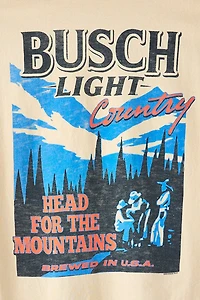 BUSCH
LIGHT
Country
HEAD
FOR THE
MOUNTAINS
BREWED IN U.S.A.